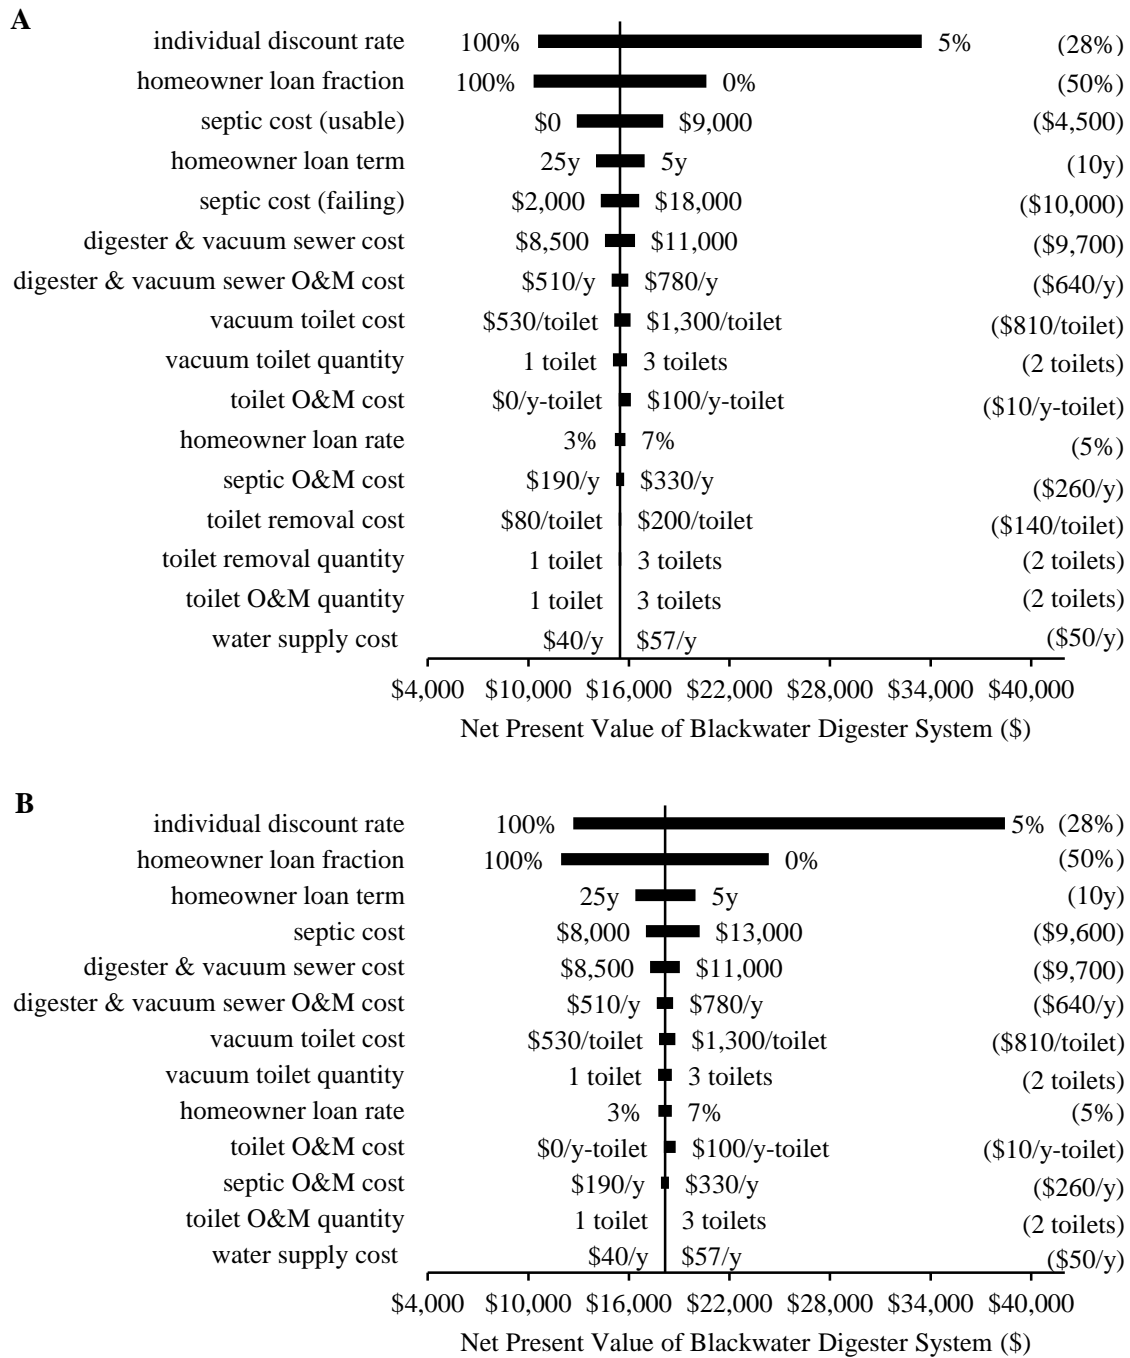 A
individual discount rate 100% 5% (28%)
homeowner loan fraction 100% 0% (50%)
septic cost (usable) $0 $9,000 ($4,500)
homeowner loan term 25y 5y (10y)
septic cost (failing) $2,000 $18,000 ($10,000)
digester & vacuum sewer cost $8,500 $11,000 ($9,700)
digester & vacuum sewer O&M cost $510/y $780/y ($640/y)
vacuum toilet cost $530/toilet $1,300/toilet ($810/toilet)
vacuum toilet quantity 1 toilet 3 toilets (2 toilets)
toilet O&M cost $0/y-toilet $100/y-toilet ($10/y-toilet)
homeowner loan rate 3% 7% (5%)
septic O&M cost $190/y $330/y ($260/y)
toilet removal cost $80/toilet $200/toilet ($140/toilet)
toilet removal quantity 1 toilet 3 toilets (2 toilets)
toilet O&M quantity 1 toilet 3 toilets (2 toilets)
water supply cost $40/y $57/y ($50/y)
$4,000 $10,000 $16,000 $22,000 $28,000 $34,000 $40,000
Net Present Value of Blackwater Digester System ($)
B
individual discount rate 100% 5% (28%)
homeowner loan fraction 100% 0% (50%)
homeowner loan term 25y 5y (10y)
septic cost $8,000 $13,000 ($9,600)
digester & vacuum sewer cost $8,500 $11,000 ($9,700)
digester & vacuum sewer O&M cost $510/y $780/y ($640/y)
vacuum toilet cost $530/toilet $1,300/toilet ($810/toilet)
vacuum toilet quantity 1 toilet 3 toilets (2 toilets)
homeowner loan rate 3% 7% (5%)
toilet O&M cost $0/y-toilet $100/y-toilet ($10/y-toilet)
septic O&M cost $190/y $330/y ($260/y)
toilet O&M quantity 1 toilet 3 toilets (2 toilets)
water supply cost $40/y $57/y ($50/y)
$4,000 $10,000 $16,000 $22,000 $28,000 $34,000 $40,000
Net Present Value of Blackwater Digester System ($)